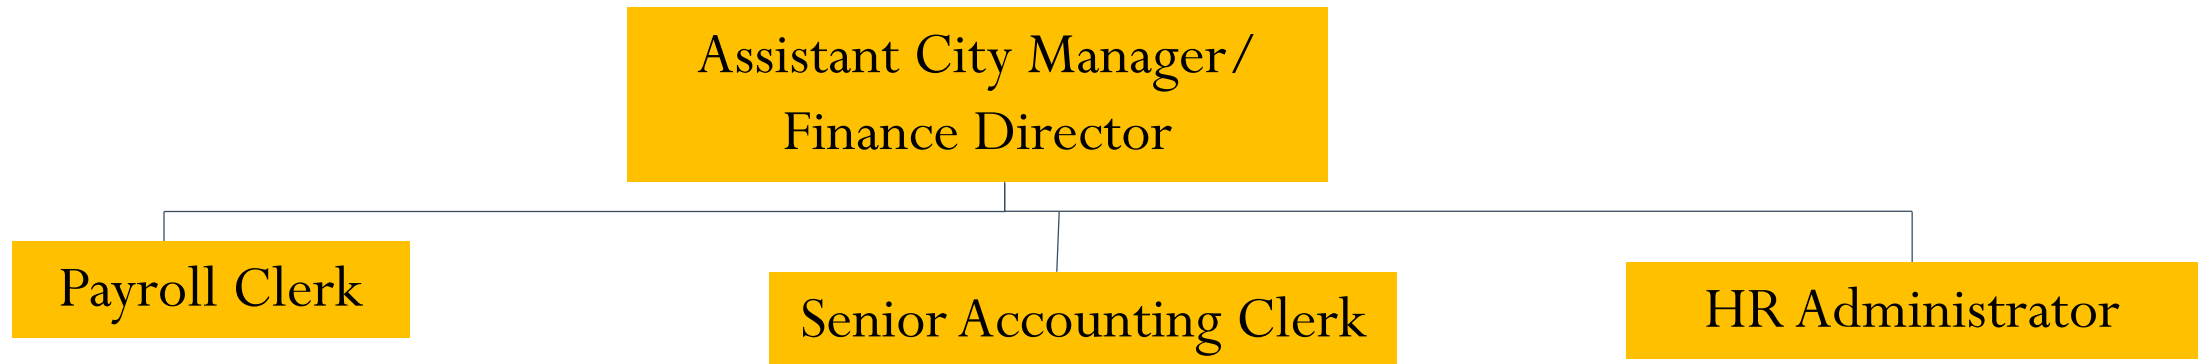 Assistant City Manager/
Finance Director
Payroll Clerk
Senior Accounting Clerk
HR Administrator